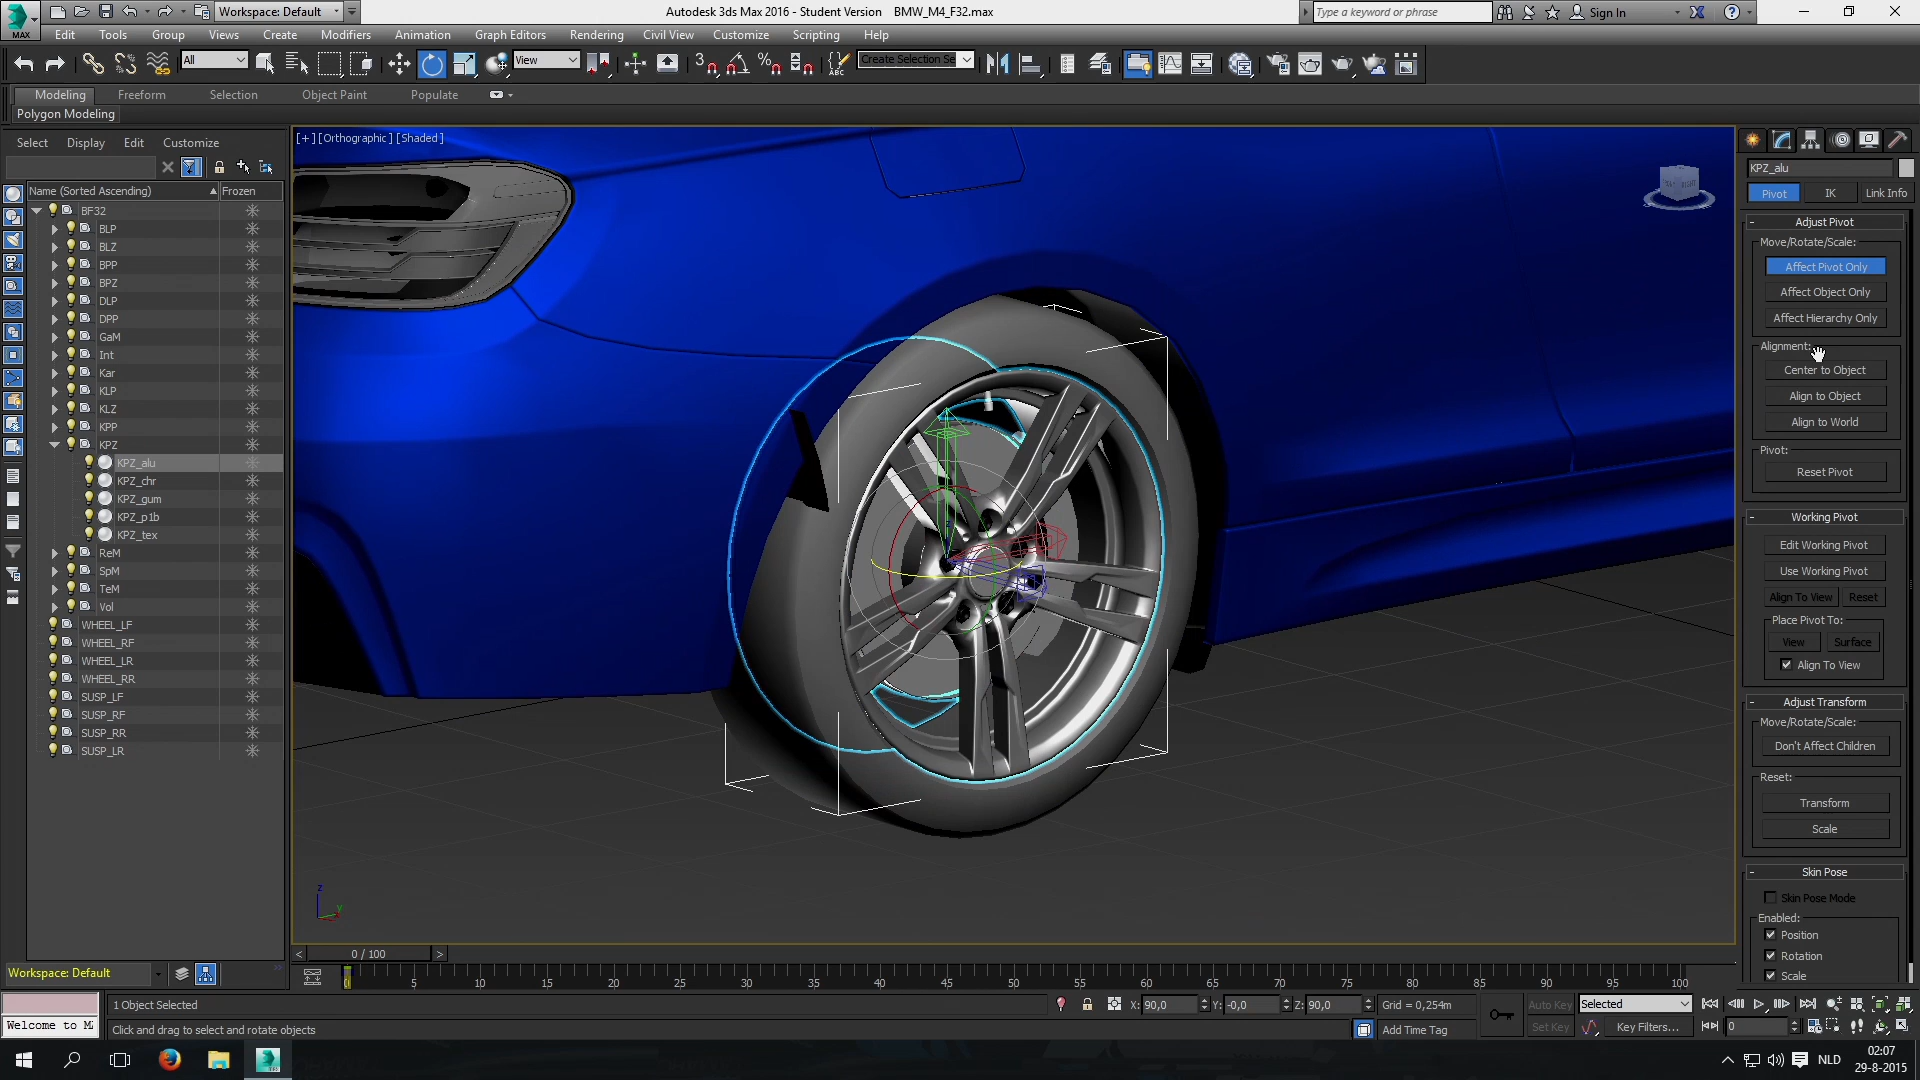 MAX
Workspace: Default
Autodesk 3ds Max 2016 - Student Version BMW_M4_F32.max
Type a keyword or phrase
Sign In
Edit Tools Group Views Create Modifiers Animation Graph Editors Rendering Civil View Customize Scripting Help
All
View
3
ABC
Create Selection Se
Modeling Freeform Selection Object Paint Populate
Polygon Modeling
Select Display Edit Customize
[+] [Orthographic] [Shaded]
Name (Sorted Ascending) Frozen
BF32
BLP
BLZ
BPP
BPZ
DLP
DPP
GaM
Int
Kar
KLP
KLZ
KPP
KPZ
KPZ_alu
KPZ_chr
KPZ_gum
KPZ_p1b
KPZ_tex
ReM
SpM
TeM
Vol
WHEEL_LF
WHEEL_RF
WHEEL_LR
WHEEL_RR
SUSP_LF
SUSP_RF
SUSP_RR
SUSP_LR
z
y
KPZ_alu
Pivot IK Link Info
- Adjust Pivot
Move/Rotate/Scale:
Affect Pivot Only
Affect Object Only
Affect Hierarchy Only
Alignment:
Center to Object
Align to Object
Align to World
Pivot:
Reset Pivot
- Working Pivot
Edit Working Pivot
Use Working Pivot
Align To View Reset
Place Pivot To:
View Surface
Align To View
- Adjust Transform
Move/Rotate/Scale:
Don't Affect Children
Reset:
Transform
Scale
- Skin Pose
Skin Pose Mode
Enabled:
Position
Rotation
Scale
< 0 / 100 >
Workspace: Default
0 5 10 15 20 25 30 35 40 45 50 55 60 65 70 75 80 85 90 95 100
1 Object Selected
X: 90,0 Y: -0,0 Z: 90,0 Grid = 0,254m
Auto Key Selected
Welcome to M
Click and drag to select and rotate objects
Add Time Tag
Set Key Key Filters...
0
NLD
02:07
29-8-2015